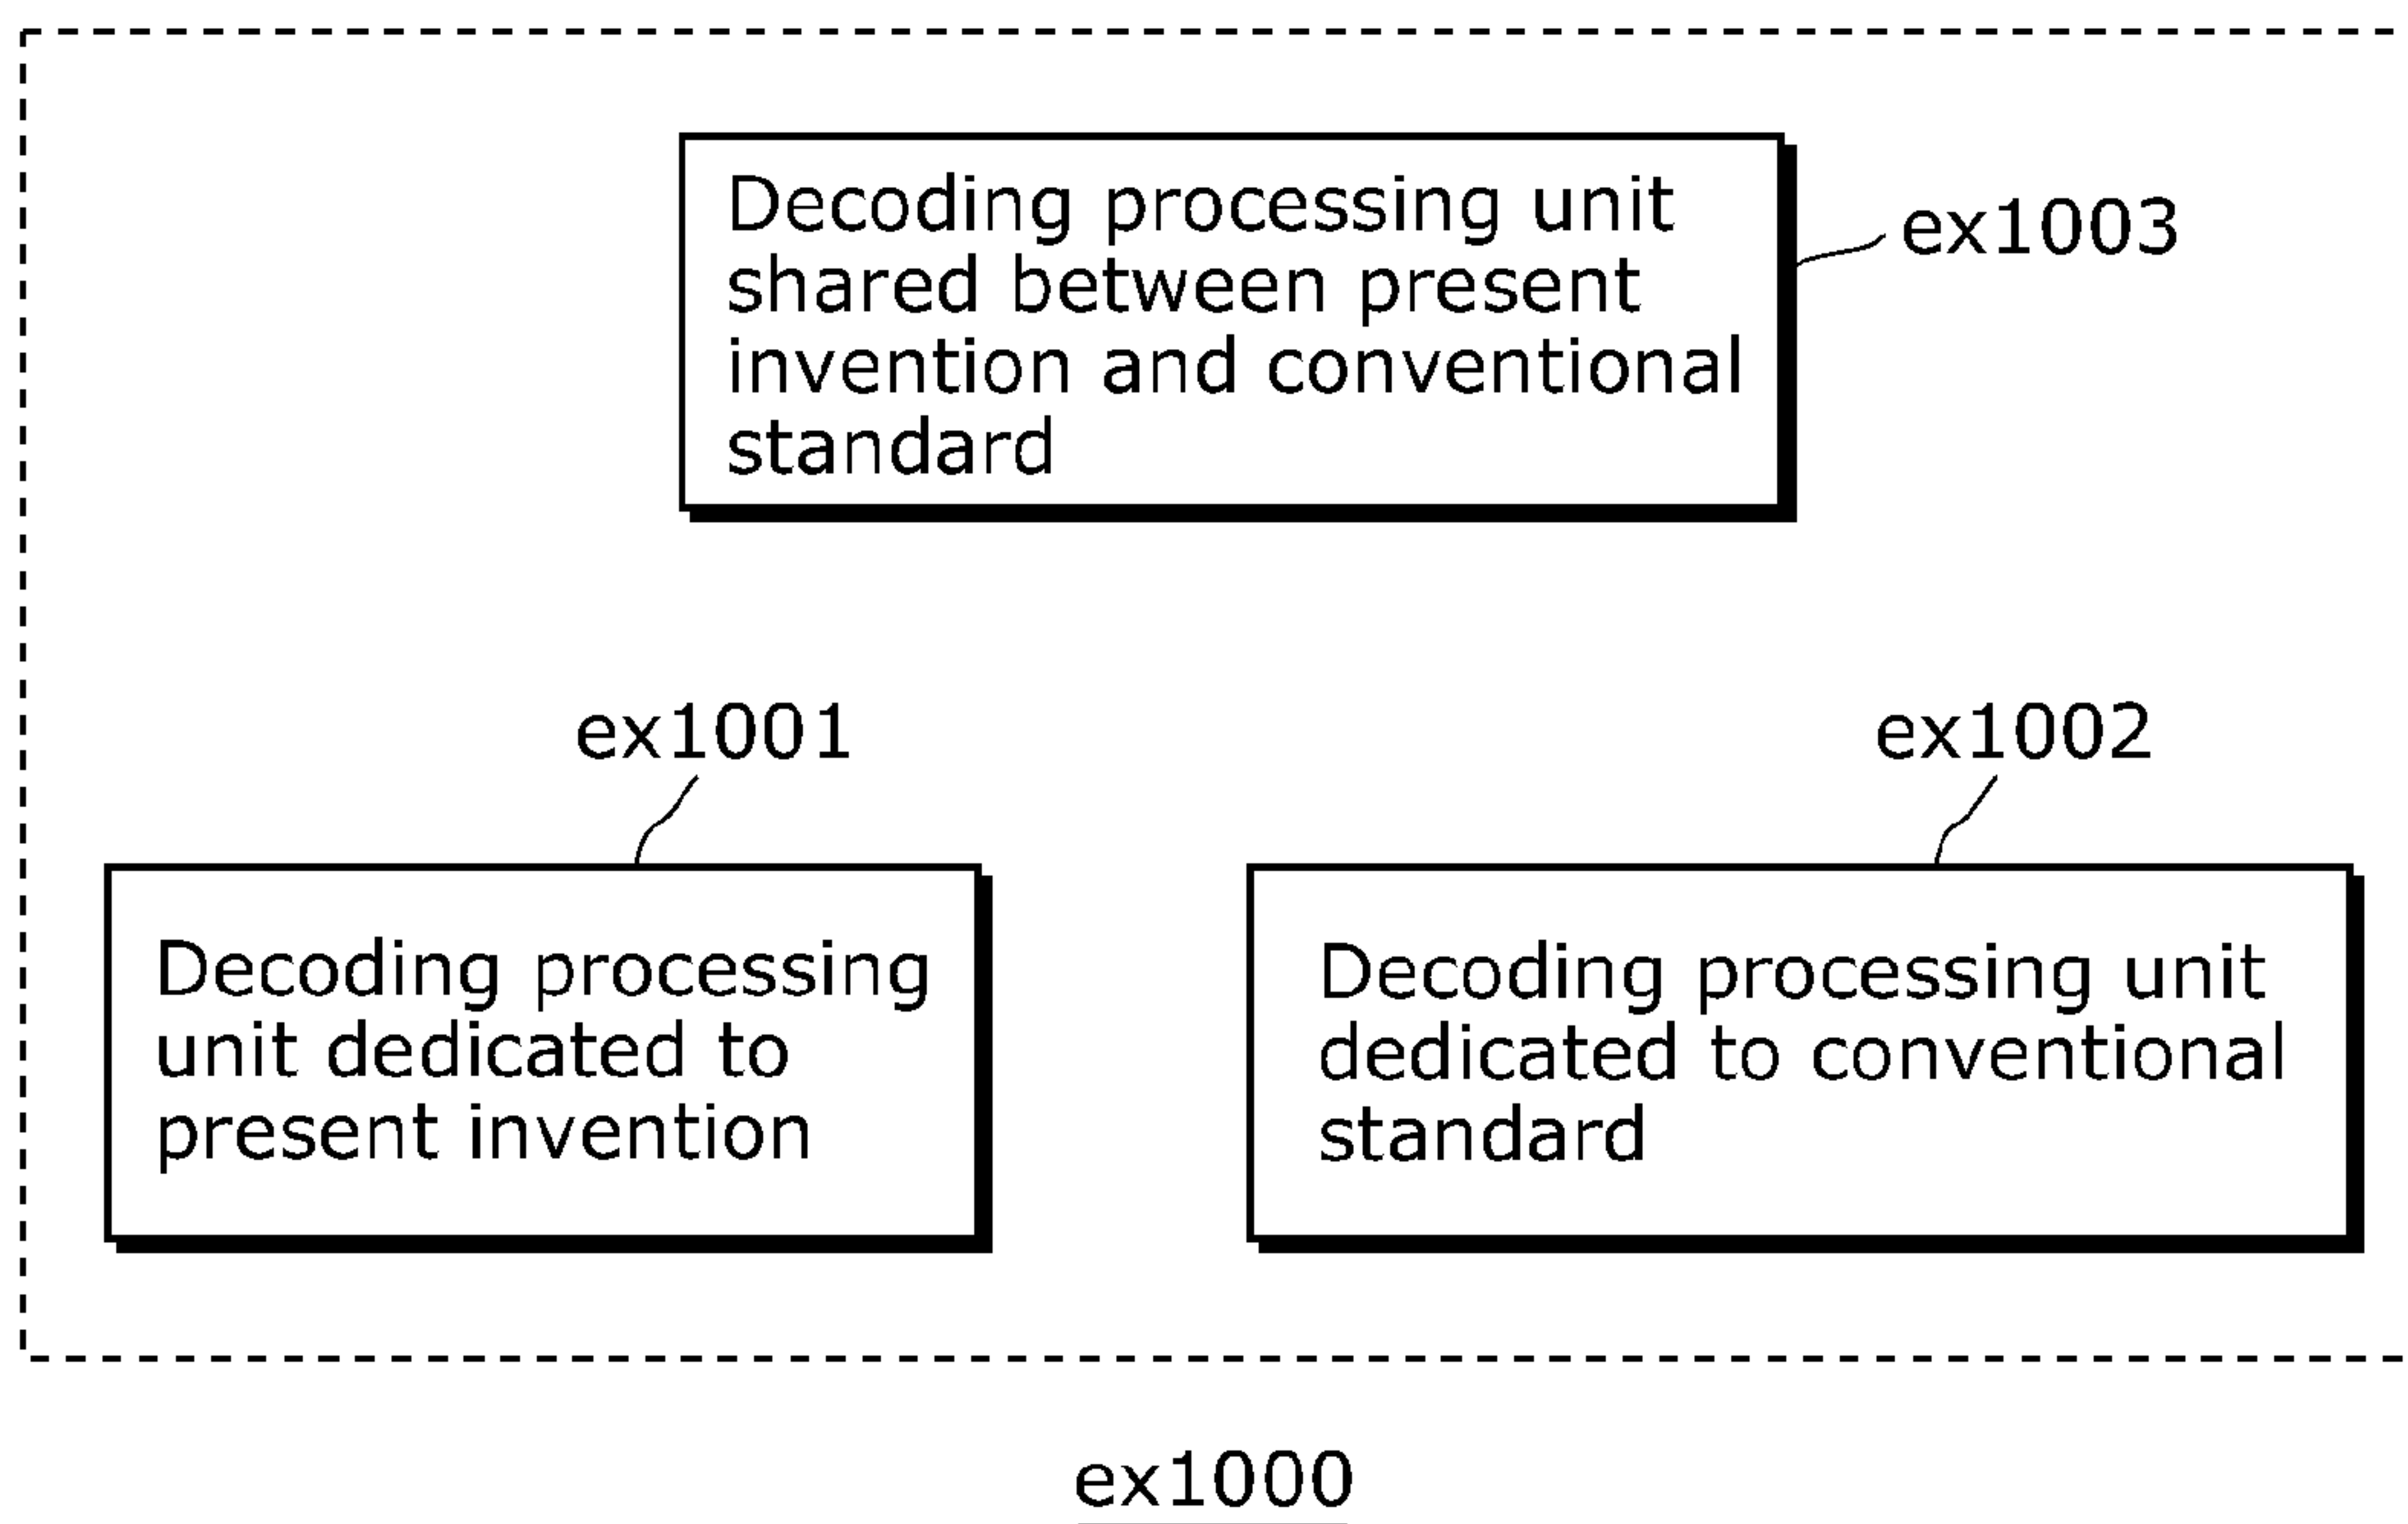 Decoding processing unit
shared between present
invention and conventional
standard
ex1003
ex1001
ex1002
Decoding processing
unit dedicated to
present invention
Decoding processing unit
dedicated to conventional
standard
ex1000